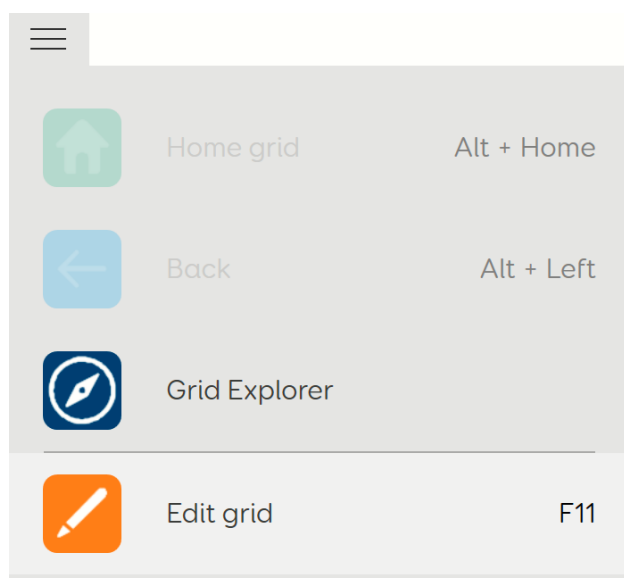 Home grid Alt + Home
Back Alt + Left
Grid Explorer
Edit grid F11